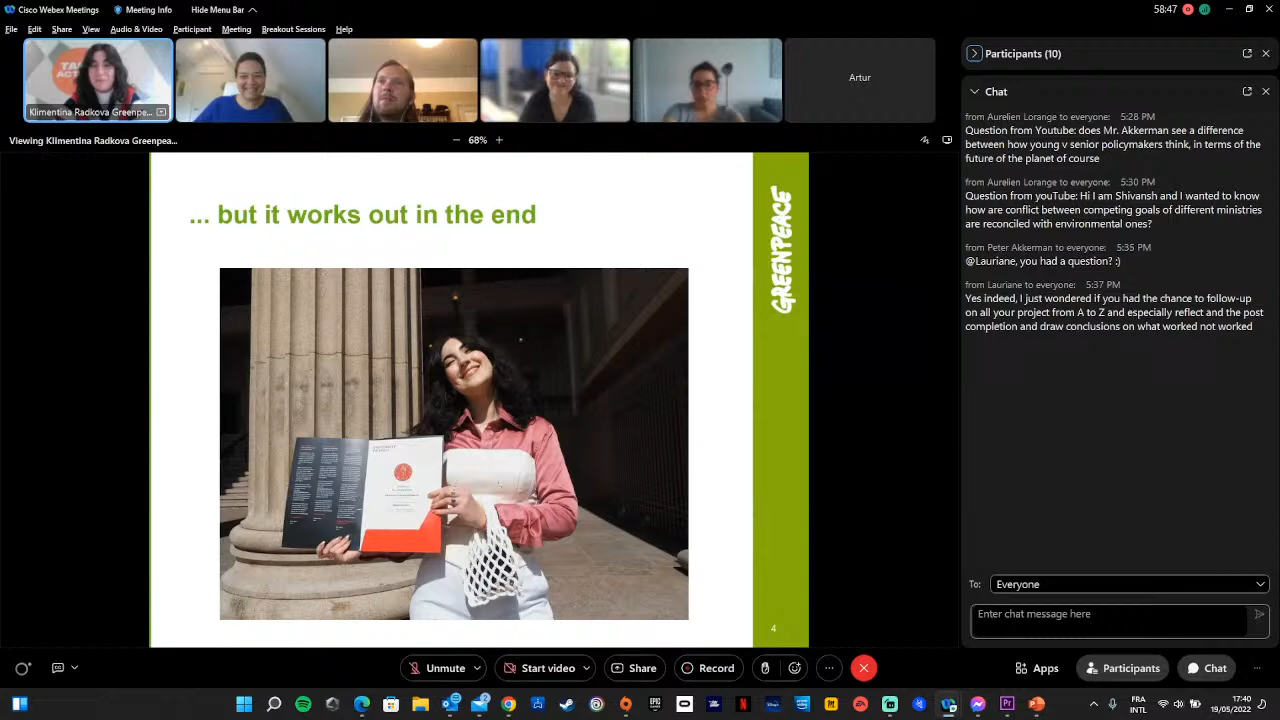 Cisco Webex Meetings
Meeting Info
Hide Menu Bar
58:47
File Edit Share View Audio & Video Participant Meeting Breakout Sessions Help
Klimentina Radkova Greenpe...
Artur
Viewing Klimentina Radkova Greenpea...
68%
... but it works out in the end
GREENPEACE
4
Participants (10)
Chat
from Aurelien Lorange to everyone: 5:28 PM
Question from Youtube: does Mr. Akkerman feel a difference
between how young v senior policymakers think, in terms of the
future of the planet of course
from Aurelien Lorange to everyone: 5:30 PM
Question from YouTube: Hi I am Shivansh and I wanted to know
how are conflict between competing goals of different ministries
are reconciled with environmental ones?
from Peter Akkerman to everyone: 5:35 PM
@Lauriane, you had a question? :)
from Lauriane to everyone: 5:37 PM
Yes indeed, I just wondered if you had the chance to follow-up
on all your project from A to Z and especially reflect and the post
completion and draw conclusions on what worked not worked
To: Everyone
Enter chat message here
Unmute
Start video
Share
Record
Apps
Participants
Chat
FRA
INTL
17:40
19/05/2022